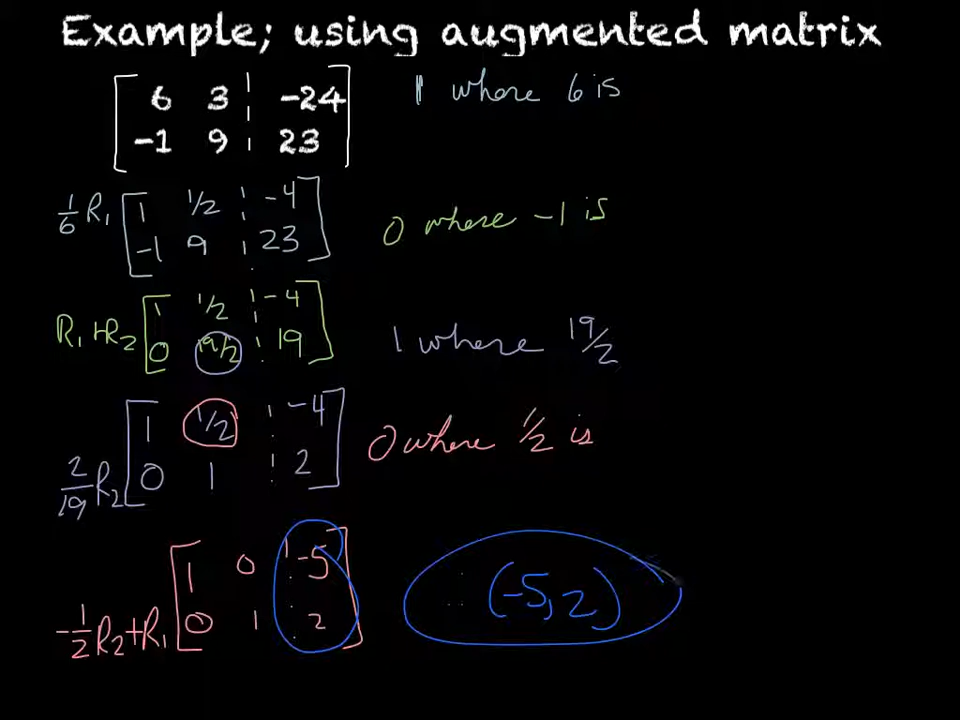 Example; using augmented matrix
6 3 -24 1 where 6 is
-1 9 23
1/6 R1 1 1/2 -4
-1 9 23 0 where -1 is
R1+R2 1 1/2 -4
0 19/2 19 1 where 19/2
1 1/2 -4 0 where 1/2 is
2/19 R2 0 1 2
1 0 -5
-1/2 R2+R1 0 1 2 ∴ (-5, 2)